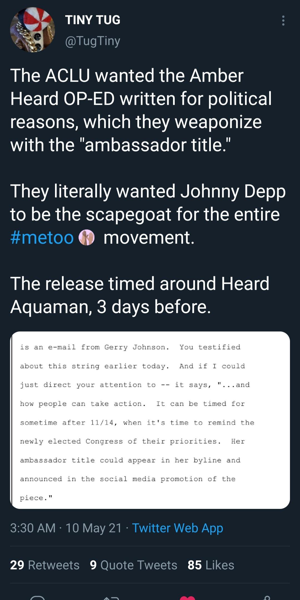 TINY TUG
@TugTiny
The ACLU wanted the Amber
Heard OP-ED written for political
reasons, which they weaponize
with the "ambassador title."
They literally wanted Johnny Depp
to be the scapegoat for the entire
#metoo movement.
The release timed around Heard
Aquaman, 3 days before.
is an e-mail from Gerry Johnson. You testified
about this string earlier today. And if I could
just direct your attention to -- it says, "...and
how people can take action. It can be timed for
sometime after 11/14, when it's time to remind the
newly elected Congress of their priorities. Her
ambassador title could appear in her byline and
announced in the social media promotion of the
piece."
3:30 AM · 10 May 21 · Twitter Web App
29 Retweets 9 Quote Tweets 85 Likes